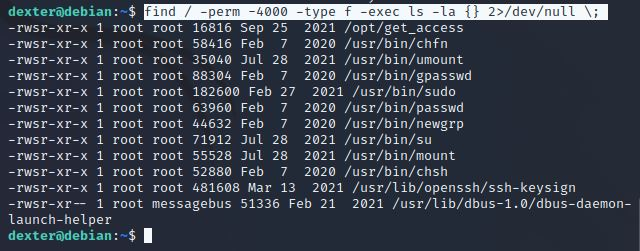 dexter@debian:~$ find / -perm -4000 -type f -exec ls -la {} 2>/dev/null \;
-rwsr-xr-x 1 root root 16816 Sep 25  2021 /opt/get_access
-rwsr-xr-x 1 root root 58416 Feb  7  2020 /usr/bin/chfn
-rwsr-xr-x 1 root root 35040 Jul 28  2021 /usr/bin/umount
-rwsr-xr-x 1 root root 88304 Feb  7  2020 /usr/bin/gpasswd
-rwsr-xr-x 1 root root 182600 Feb 27  2021 /usr/bin/sudo
-rwsr-xr-x 1 root root 63960 Feb  7  2020 /usr/bin/passwd
-rwsr-xr-x 1 root root 44632 Feb  7  2020 /usr/bin/newgrp
-rwsr-xr-x 1 root root 71912 Jul 28  2021 /usr/bin/su
-rwsr-xr-x 1 root root 55528 Jul 28  2021 /usr/bin/mount
-rwsr-xr-x 1 root root 52880 Feb  7  2020 /usr/bin/chsh
-rwsr-xr-x 1 root root 481608 Mar 13  2021 /usr/lib/openssh/ssh-keysign
-rwsr-xr-- 1 root messagebus 51336 Feb 21  2021 /usr/lib/dbus-1.0/dbus-daemon-
launch-helper
dexter@debian:~$